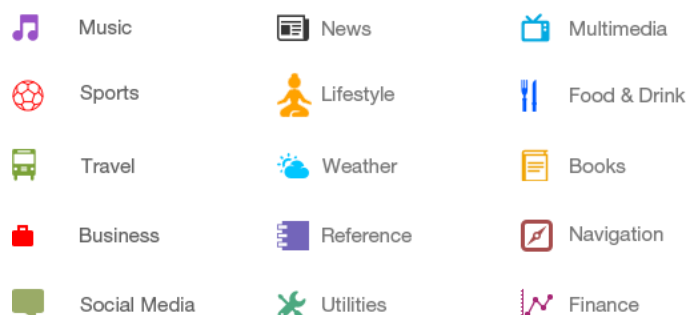 Music News Multimedia
Sports Lifestyle Food & Drink
Travel Weather Books
Business Reference Navigation
Social Media Utilities Finance